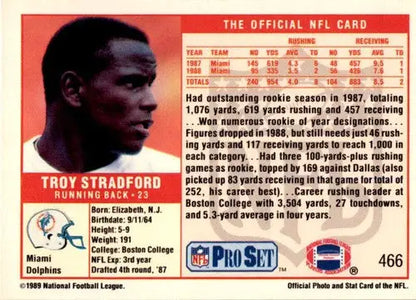 THE OFFICIAL NFL CARD
RUSHING RECEIVING
YEAR TEAM NO YDS AVG TD NO YDS AVG TD
1987 Miami 145 619 4.3 6 48 457 9.5 1
1988 Miami 95 335 3.5 2 56 426 7.6 1
TOTALS 240 954 4.0 8 104 883 8.5 2
Had outstanding rookie season in 1987, totaling
1,076 yards, 619 yards rushing and 457 receiving
...Won numerous rookie of year designations...
Figures dropped in 1988, but still needs just 46 rush-
ing yards and 117 receiving yards to reach 1,000 in
each category...Had three 100-yards-plus rushing
games as rookie, topped by 169 against Dallas (also
picked up 83 yards receiving in that game for total of
252, his career best)...Career rushing leader at
Boston College with 3,504 yards, 27 touchdowns,
and 5.3-yard average in four years.
TROY STRADFORD
RUNNING BACK • 23
Miami
Dolphins
Born: Elizabeth, N.J.
Birthdate: 9/11/64
Height: 5-9
Weight: 191
College: Boston College
NFL Exp: 3rd year
Drafted 4th round, '87
NFL PRO SET TM
®
466
©1989 National Football League.
Official Photo and Stat Card of the NFL.